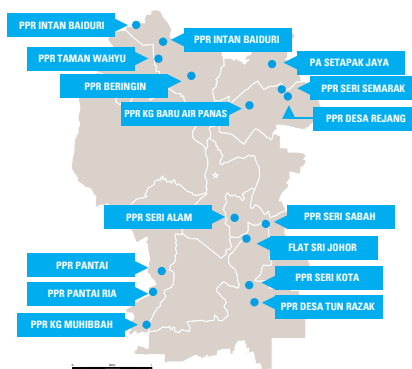 PPR INTAN BAIDURI
PPR INTAN BAIDURI
PPR TAMAN WAHYU
PA SETAPAK JAYA
PPR BERINGIN
PPR SERI SEMARAK
PPR KG BARU AIR PANAS
PPR DESA REJANG
PPR SERI ALAM
PPR SERI SABAH
FLAT SRI JOHOR
PPR PANTAI
PPR SERI KOTA
PPR PANTAI RIA
PPR DESA TUN RAZAK
PPR KG MUHIBBAH